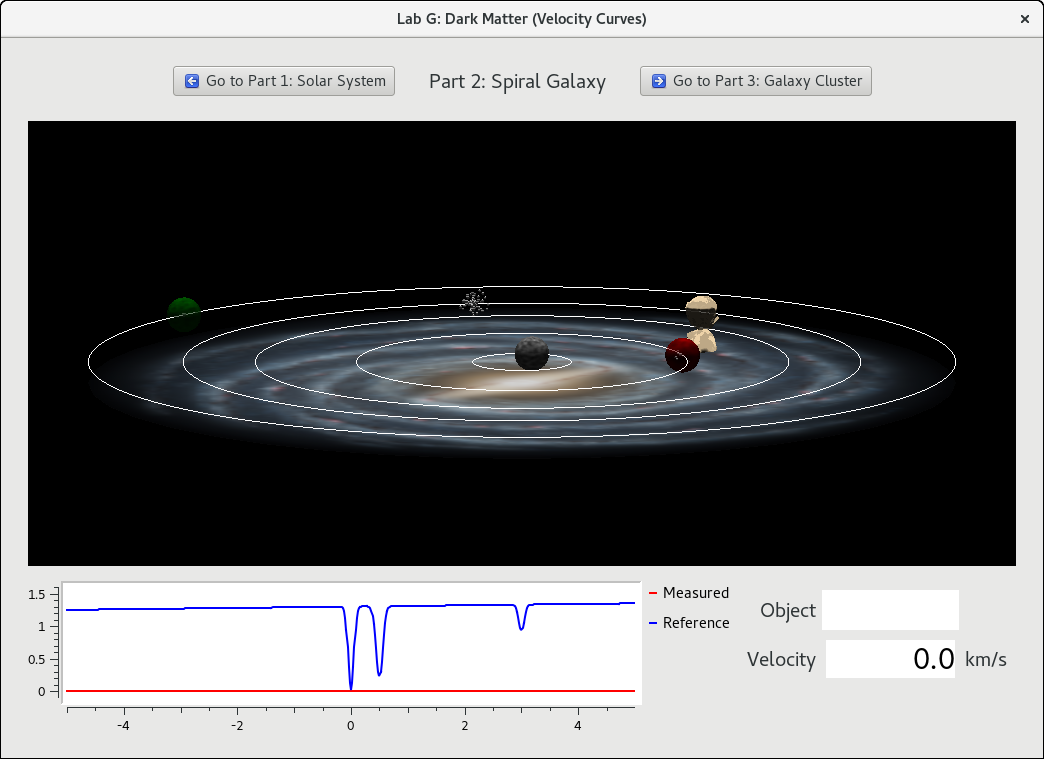 Lab G: Dark Matter (Velocity Curves)
Go to Part 1: Solar System
Part 2: Spiral Galaxy
Go to Part 3: Galaxy Cluster
1.5
1
0.5
0
-4
-2
0
2
4
Measured
Reference
Object
Velocity 0.0 km/s